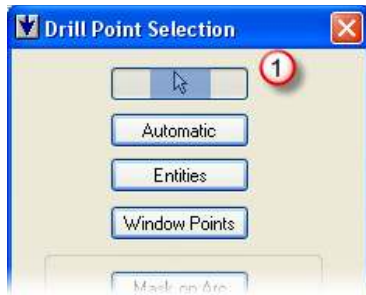 Drill Point Selection
1
Automatic
Entities
Window Points
Mask on Arc